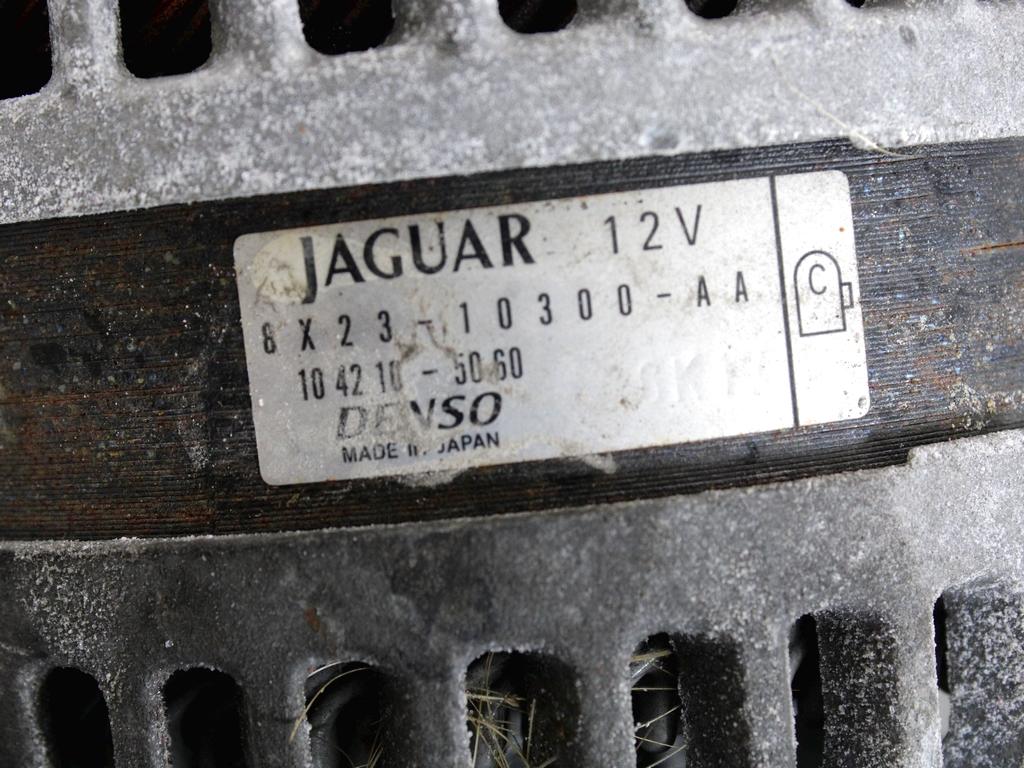 JAGUAR 12V
8X23-10300-AA
C
104210-5060
DENSO
MADE IN JAPAN